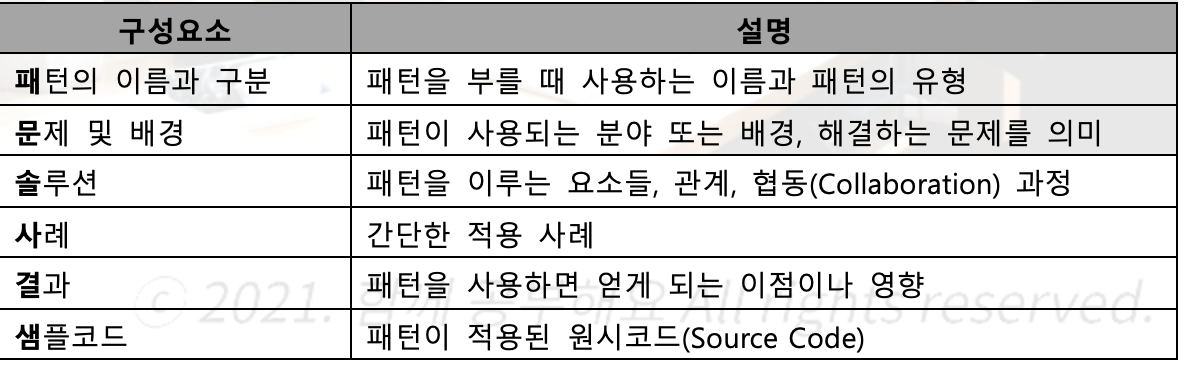 구성요소 설명
패턴의 이름과 구분 패턴을 부를 때 사용하는 이름과 패턴의 유형
문제 및 배경 패턴이 사용되는 분야 또는 배경, 해결하는 문제를 의미
솔루션 패턴을 이루는 요소들, 관계, 협동(Collaboration) 과정
사례 간단한 적용 사례
결과 패턴을 사용하면 얻게 되는 이점이나 영향
ⓒ 2021. 함께 공부해요 All rights reserved.
샘플코드 패턴이 적용된 원시코드(Source Code)